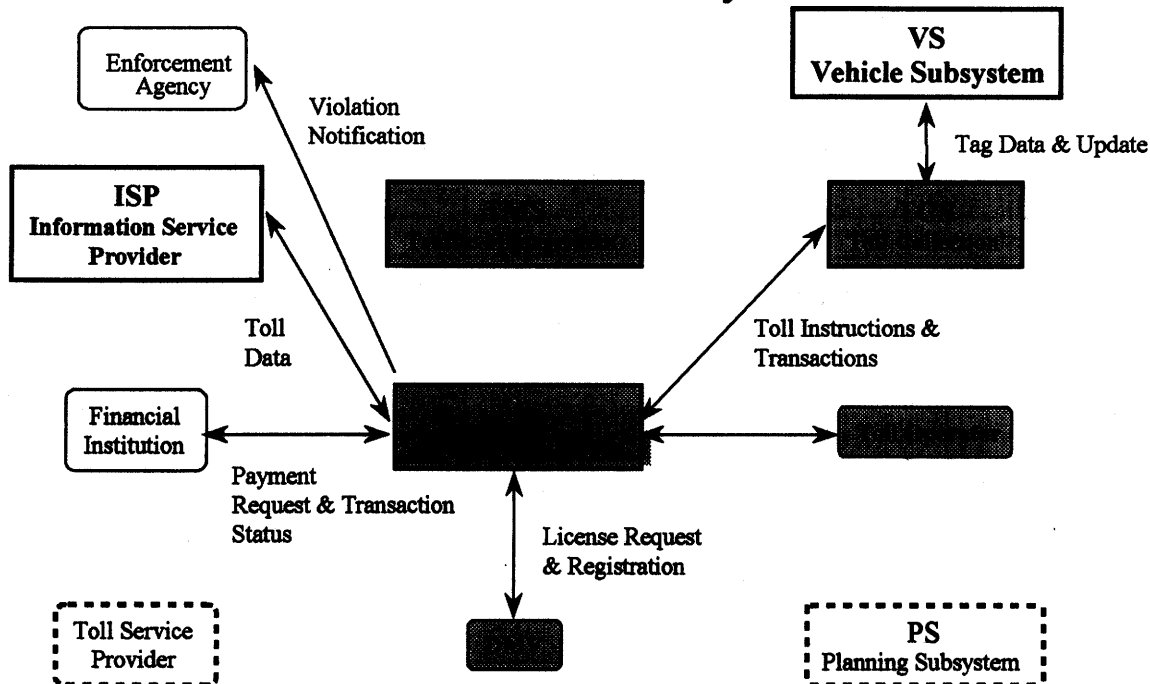 Enforcement
Agency
VS
Vehicle Subsystem
Violation
Notification
Tag Data & Update
ISP
Information Service
Provider
Toll
Data
Toll Instructions &
Transactions
Financial
Institution
Payment
Request & Transaction
Status
License Request
& Registration
Toll Service
Provider
PS
Planning Subsystem